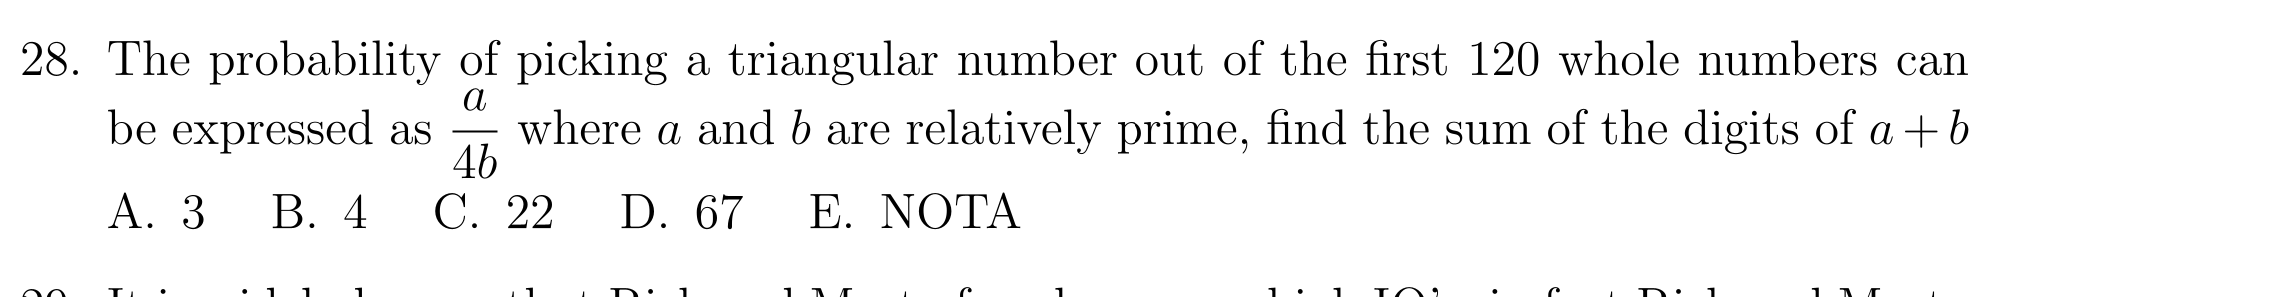 28. The probability of picking a triangular number out of the first 120 whole numbers can
be expressed as \frac{a}{4b} where a and b are relatively prime, find the sum of the digits of a + b
A. 3 B. 4 C. 22 D. 67 E. NOTA